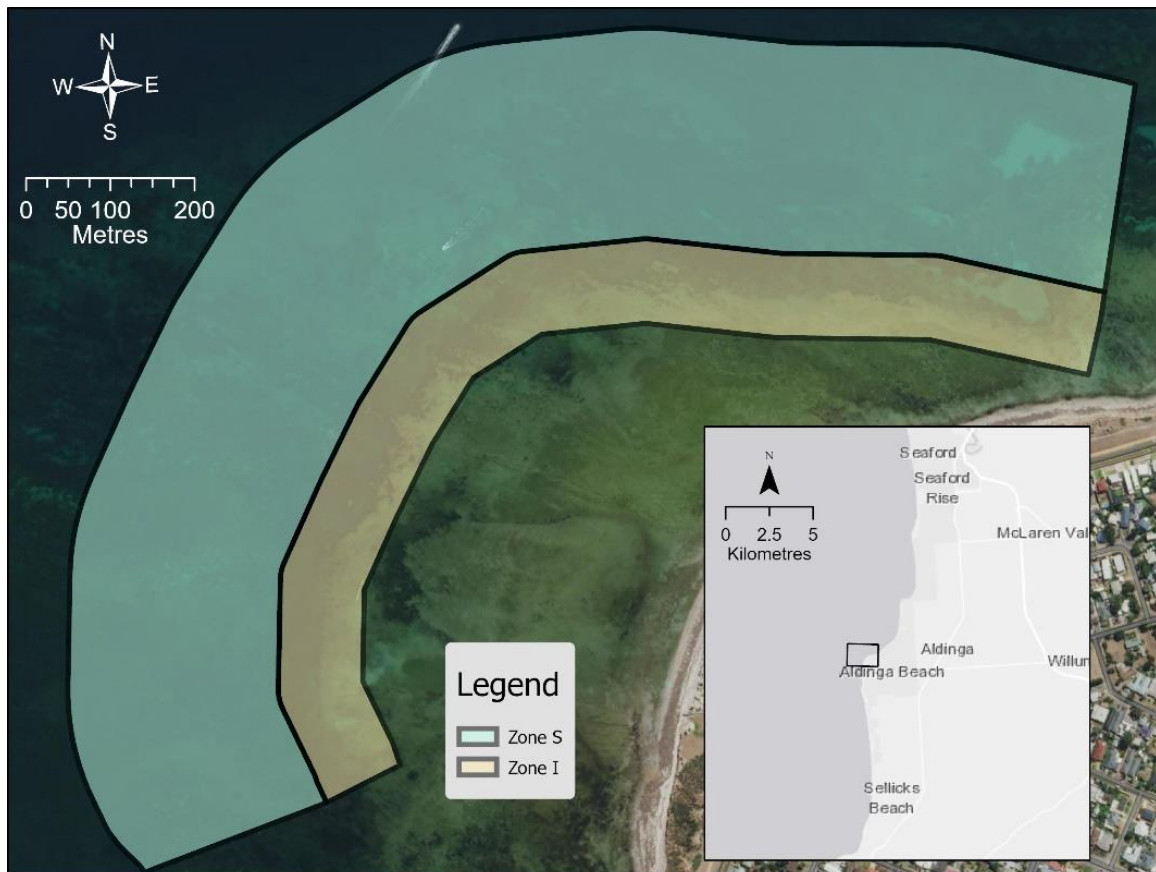 N
W E
S
0 50 100 200
Metres
Legend
Zone S
Zone I
N
0 2.5 5
Kilometres
Seaford
Seaford
Rise
McLaren Val
Aldinga
Willun
Aldinga Beach
Sellicks
Beach